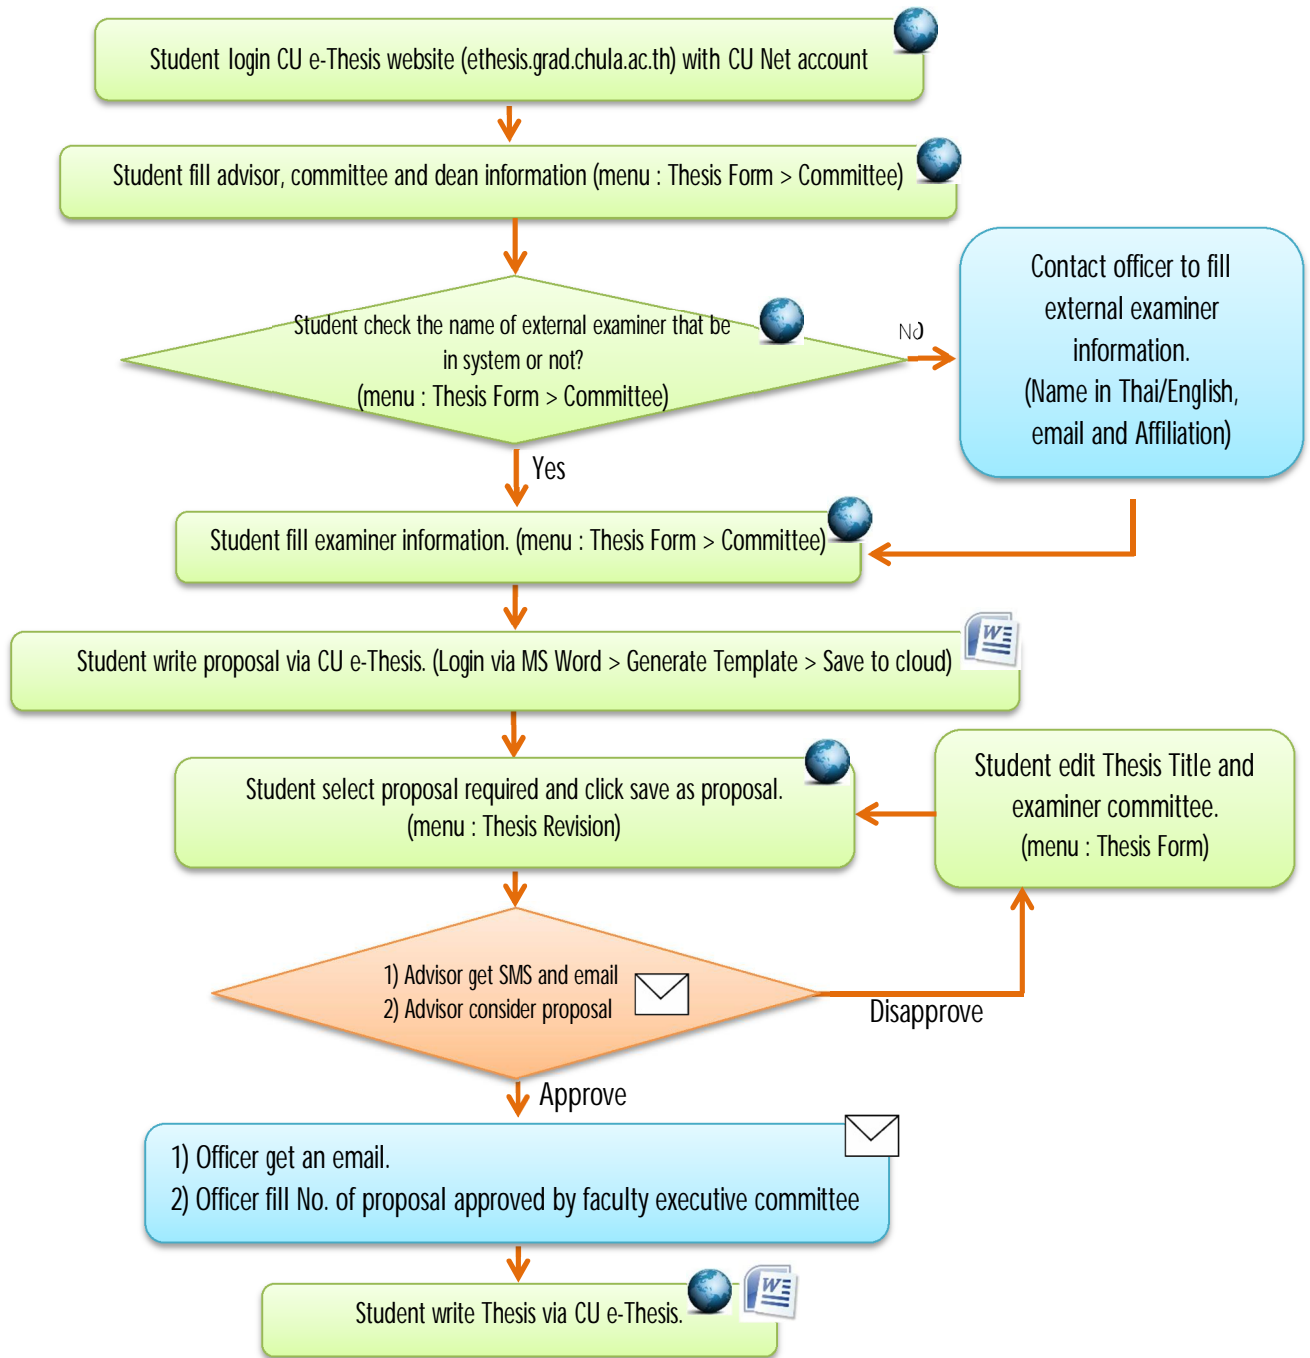 Student login CU e-Thesis website (ethesis.grad.chula.ac.th) with CU Net account
Student fill advisor, committee and dean information (menu : Thesis Form > Committee)
Student check the name of external examiner that be
in system or not?
(menu : Thesis Form > Committee)
No
Contact officer to fill
external examiner
information.
(Name in Thai/English,
email and Affiliation)
Yes
Student fill examiner information. (menu : Thesis Form > Committee)
Student write proposal via CU e-Thesis. (Login via MS Word > Generate Template > Save to cloud)
Student select proposal required and click save as proposal.
(menu : Thesis Revision)
Student edit Thesis Title and
examiner committee.
(menu : Thesis Form)
1) Advisor get SMS and email
2) Advisor consider proposal
Disapprove
Approve
1) Officer get an email.
2) Officer fill No. of proposal approved by faculty executive committee
Student write Thesis via CU e-Thesis.